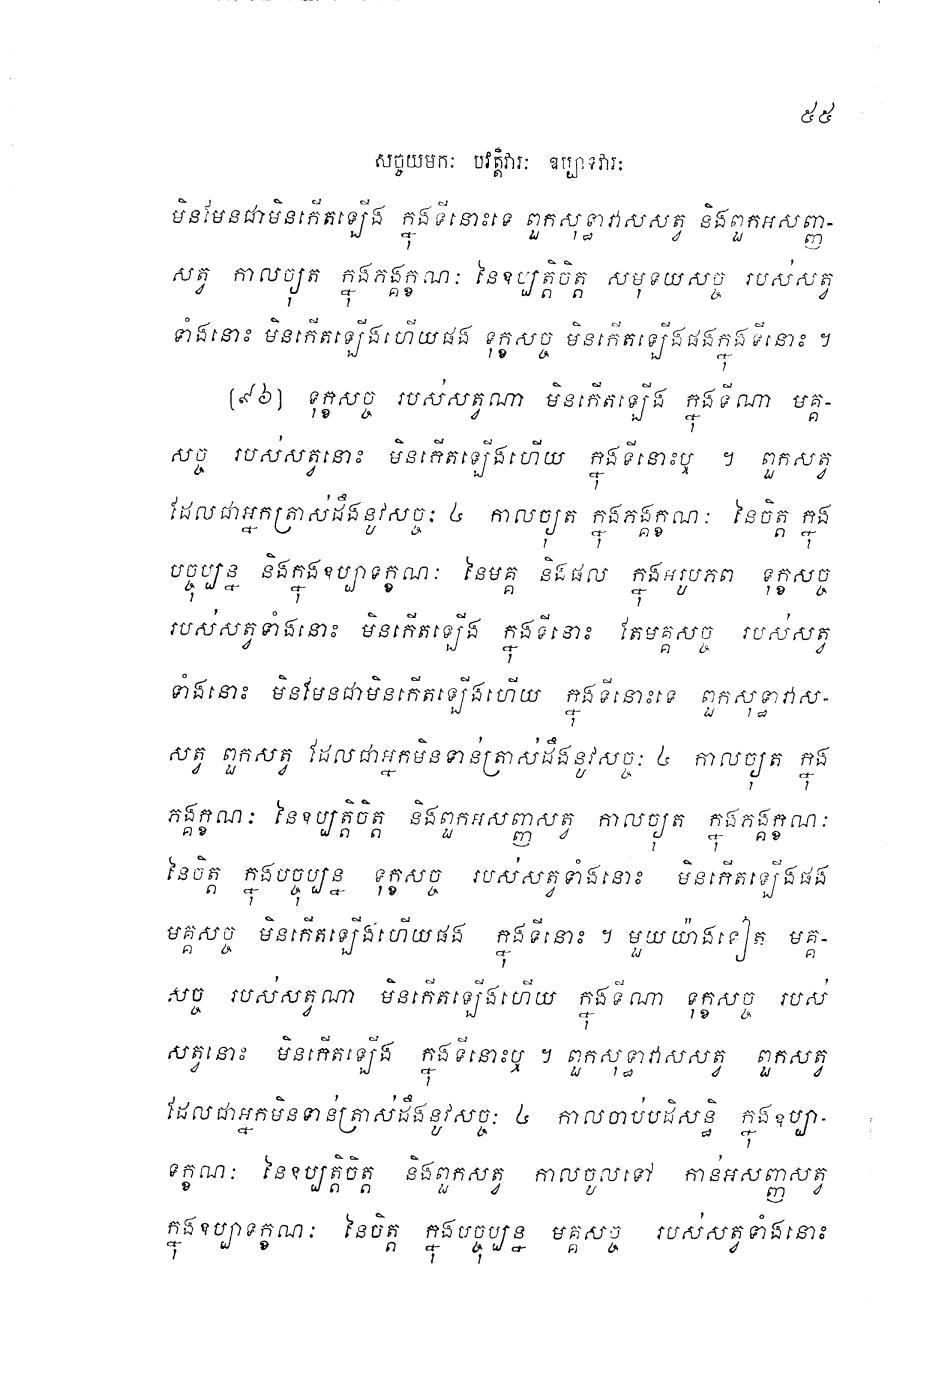 ៥៥
សច្ចយមកៈ បវត្តិវារៈ ឧប្បាទវារៈ
មិនមែនជាមិនកើតឡើង ក្នុងទីនោះទេ ពួកសុទ្ធាវាសសត្វ និងពួកអសញ្ញា-
សត្វ កាលច្យុត ក្នុងភង្គក្ខណៈ នៃឧប្បត្តិចិត្ត សមុទយសច្ច របស់សត្វ
ទាំងនោះ មិនកើតឡើងហើយផង ទុក្ខសច្ច មិនកើតឡើងផងក្នុងទីនោះ ។
(៩៦) ទុក្ខសច្ច របស់សត្វណា មិនកើតឡើង ក្នុងទីណា មគ្គ-
សច្ច របស់សត្វនោះ មិនកើតឡើងហើយ ក្នុងទីនោះឬ ។ ពួកសត្វ
ដែលជាអ្នកត្រាស់ដឹងនូវសច្ចៈ ៤ កាលច្យុត ក្នុងភង្គក្ខណៈ នៃចិត្ត ក្នុង
បច្ចុប្បន្ន និងក្នុងឧប្បាទក្ខណៈ នៃមគ្គ និងផល ក្នុងអរូបភព ទុក្ខសច្ច
របស់សត្វទាំងនោះ មិនកើតឡើង ក្នុងទីនោះ តែមគ្គសច្ច របស់សត្វ
ទាំងនោះ មិនមែនជាមិនកើតឡើងហើយ ក្នុងទីនោះទេ ពួកសុទ្ធាវាស-
សត្វ ពួកសត្វ ដែលជាអ្នកមិនទាន់ត្រាស់ដឹងនូវសច្ចៈ ៤ កាលច្យុត ក្នុង
ភង្គក្ខណៈ នៃឧប្បត្តិចិត្ត និងពួកអសញ្ញសត្វ កាលច្យុត ក្នុងភង្គក្ខណៈ
នៃចិត្ត ក្នុងបច្ចុប្បន្ន ទុក្ខសច្ច របស់សត្វទាំងនោះ មិនកើតឡើងផង
មគ្គសច្ច មិនកើតឡើងហើយផង ក្នុងទីនោះ ។ មួយយ៉ាងទៀត មគ្គ-
សច្ច របស់សត្វណា មិនកើតឡើងហើយ ក្នុងទីណា ទុក្ខសច្ច របស់
សត្វនោះ មិនកើតឡើង ក្នុងទីនោះឬ ។ ពួកសុទ្ធាវាសសត្វ ពួកសត្វ
ដែលជាអ្នកមិនទាន់ត្រាស់ដឹងនូវសច្ចៈ ៤ កាលចាប់បដិសន្ធិ ក្នុងឧប្បា-
ទក្ខណៈ នៃឧប្បត្តិចិត្ត និងពួកសត្វ កាលចូលទៅ កាន់អសញ្ញសត្វ
ក្នុងឧប្បាទក្ខណៈ នៃចិត្ត ក្នុងបច្ចុប្បន្ន មគ្គសច្ច របស់សត្វទាំងនោះ